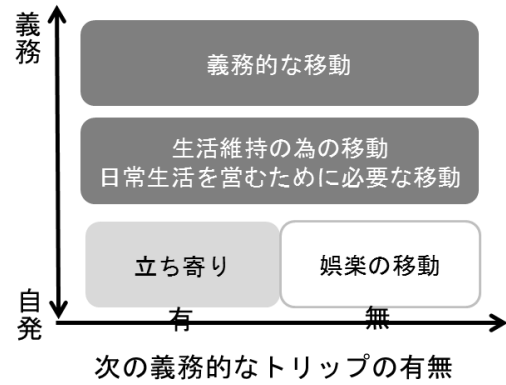 義務
義務的な移動
生活維持の為の移動
日常生活を営むために必要な移動
立ち寄り
娯楽の移動
自発
有
無
次の義務的なトリップの有無